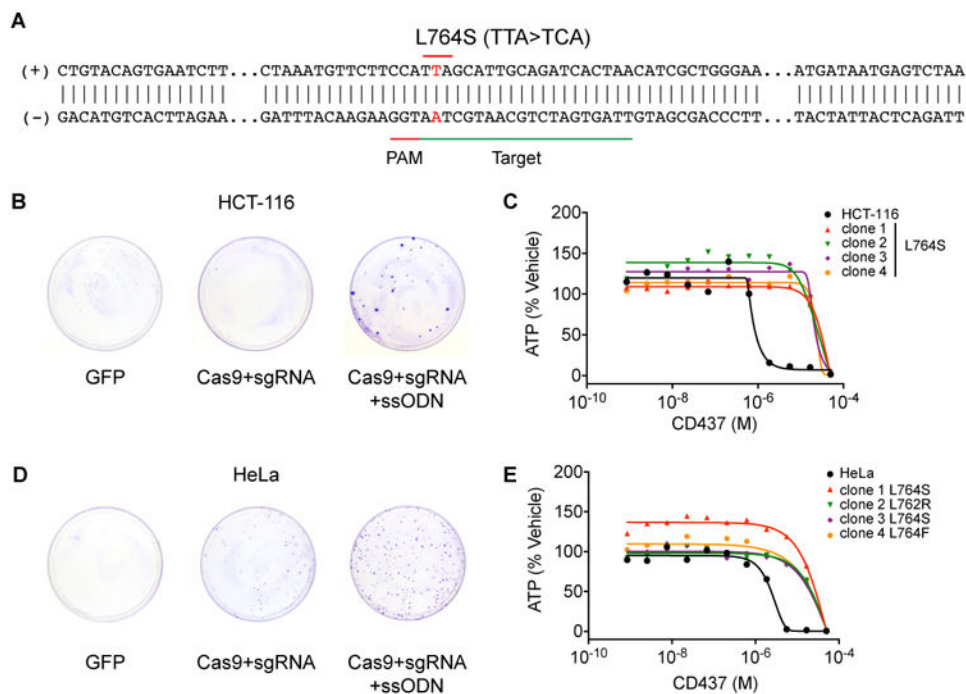 A
L764S (TTA>TCA)
(+) CTGTACAGTGAATCTT...CTAAATGTTCTTCCATTAGCATTGCAGATCACTAACATCGCTGGGAA...ATGATAATGAGTCTAA
(-) GACATGTCACTTAGAA...GATTTACAAGAAGGTAATCGTAACGTCTAGTGATTGTAGCGACCCTT...TACTATTACTCAGATT
PAM Target
B
HCT-116
GFP
Cas9+sgRNA
Cas9+sgRNA
+ssODN
C
ATP (% Vehicle)
200
150
100
50
0
10-10
10-8
10-6
10-4
CD437 (M)
HCT-116
clone 1
clone 2
clone 3
clone 4
L764S
D
HeLa
GFP
Cas9+sgRNA
Cas9+sgRNA
+ssODN
E
ATP (% Vehicle)
200
150
100
50
0
10-10
10-8
10-6
10-4
CD437 (M)
HeLa
clone 1 L764S
clone 2 L762R
clone 3 L764S
clone 4 L764F